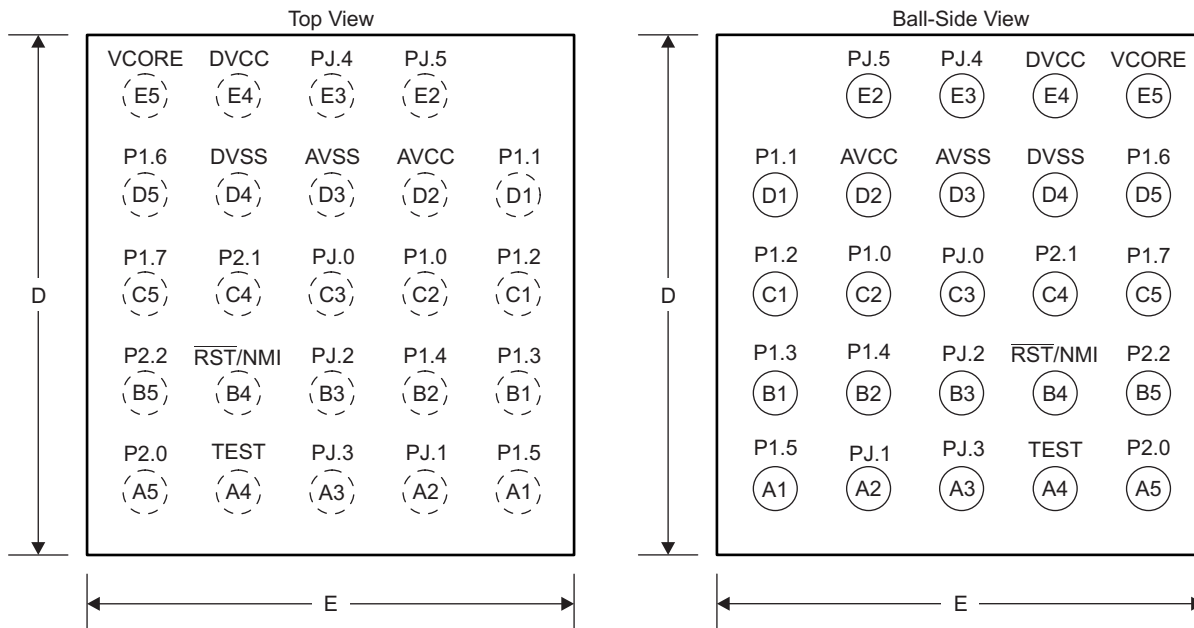 Top View
VCORE DVCC PJ.4 PJ.5
E5 E4 E3 E2
P1.6 DVSS AVSS AVCC P1.1
D5 D4 D3 D2 D1
P1.7 P2.1 PJ.0 P1.0 P1.2
C5 C4 C3 C2 C1
P2.2 RST/NMI PJ.2 P1.4 P1.3
B5 B4 B3 B2 B1
P2.0 TEST PJ.3 PJ.1 P1.5
A5 A4 A3 A2 A1
D
E
Ball-Side View
PJ.5 PJ.4 DVCC VCORE
E2 E3 E4 E5
P1.1 AVCC AVSS DVSS P1.6
D1 D2 D3 D4 D5
P1.2 P1.0 PJ.0 P2.1 P1.7
C1 C2 C3 C4 C5
P1.3 P1.4 PJ.2 RST/NMI P2.2
B1 B2 B3 B4 B5
P1.5 PJ.1 PJ.3 TEST P2.0
A1 A2 A3 A4 A5
D
E